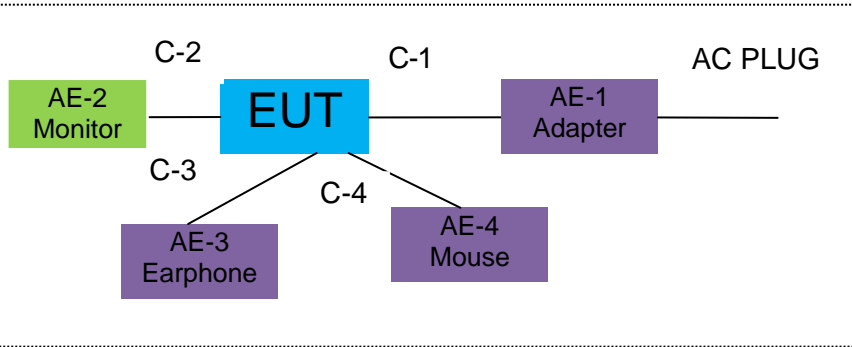 C-2
C-1
AC PLUG
AE-2
Monitor
EUT
AE-1
Adapter
C-3
C-4
AE-3
Earphone
AE-4
Mouse